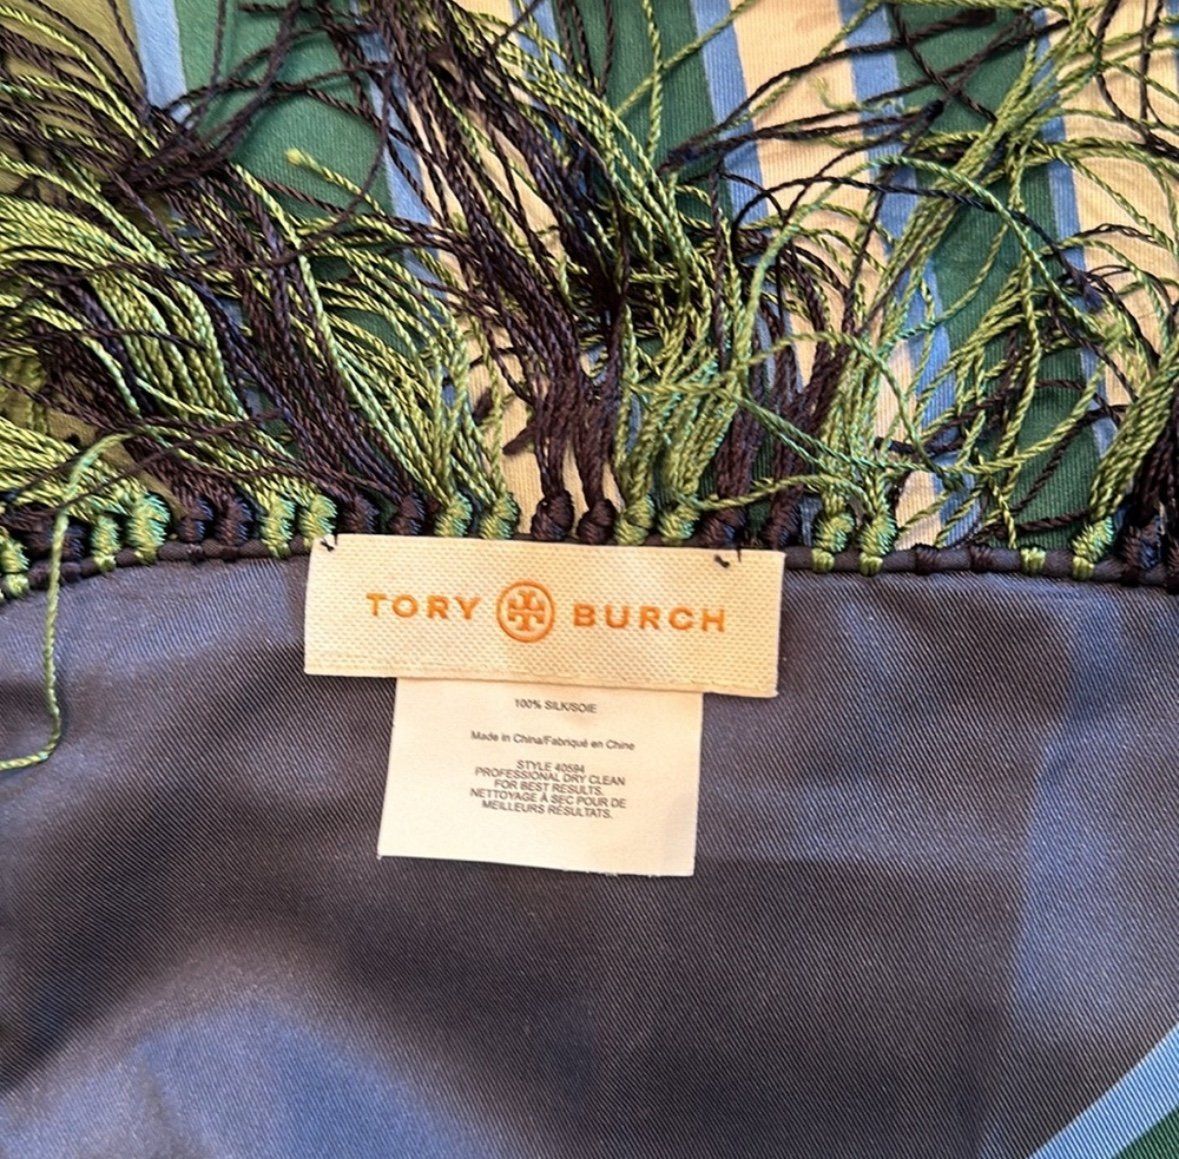 TORY BURCH
100% SILK/SOIE
Made in China/Fabriqué en Chine
STYLE 40594
PROFESSIONAL DRY CLEAN
FOR BEST RESULTS.
NETTOYAGE À SEC POUR DE
MEILLEURS RÉSULTATS.